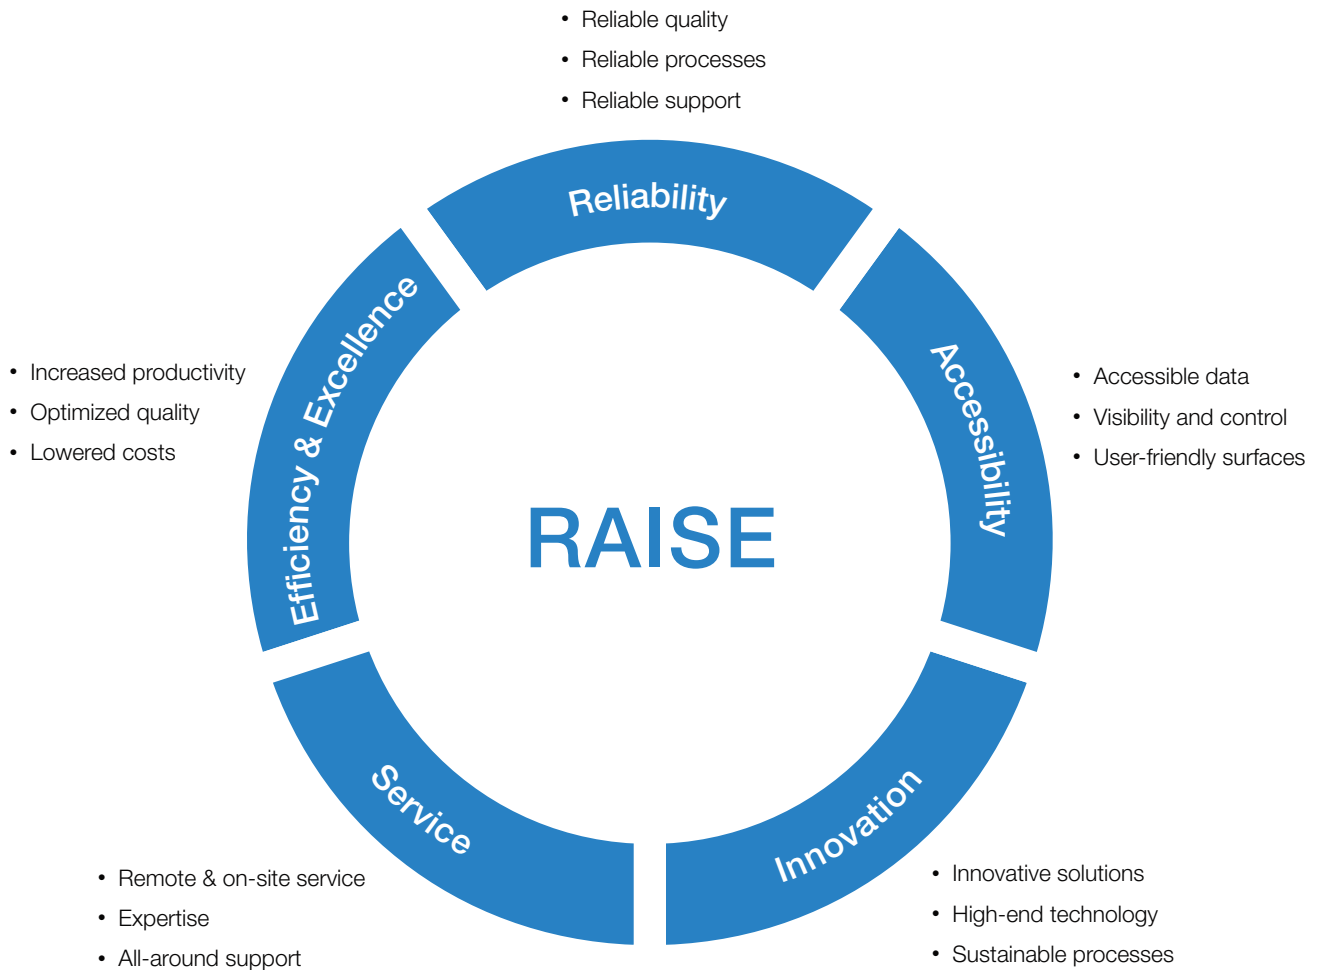 • Reliable quality
• Reliable processes
• Reliable support
Reliability
Accessibility
• Accessible data
• Visibility and control
• User-friendly surfaces
Innovation
• Innovative solutions
• High-end technology
• Sustainable processes
Service
• Remote & on-site service
• Expertise
• All-around support
Efficiency & Excellence
• Increased productivity
• Optimized quality
• Lowered costs
RAISE